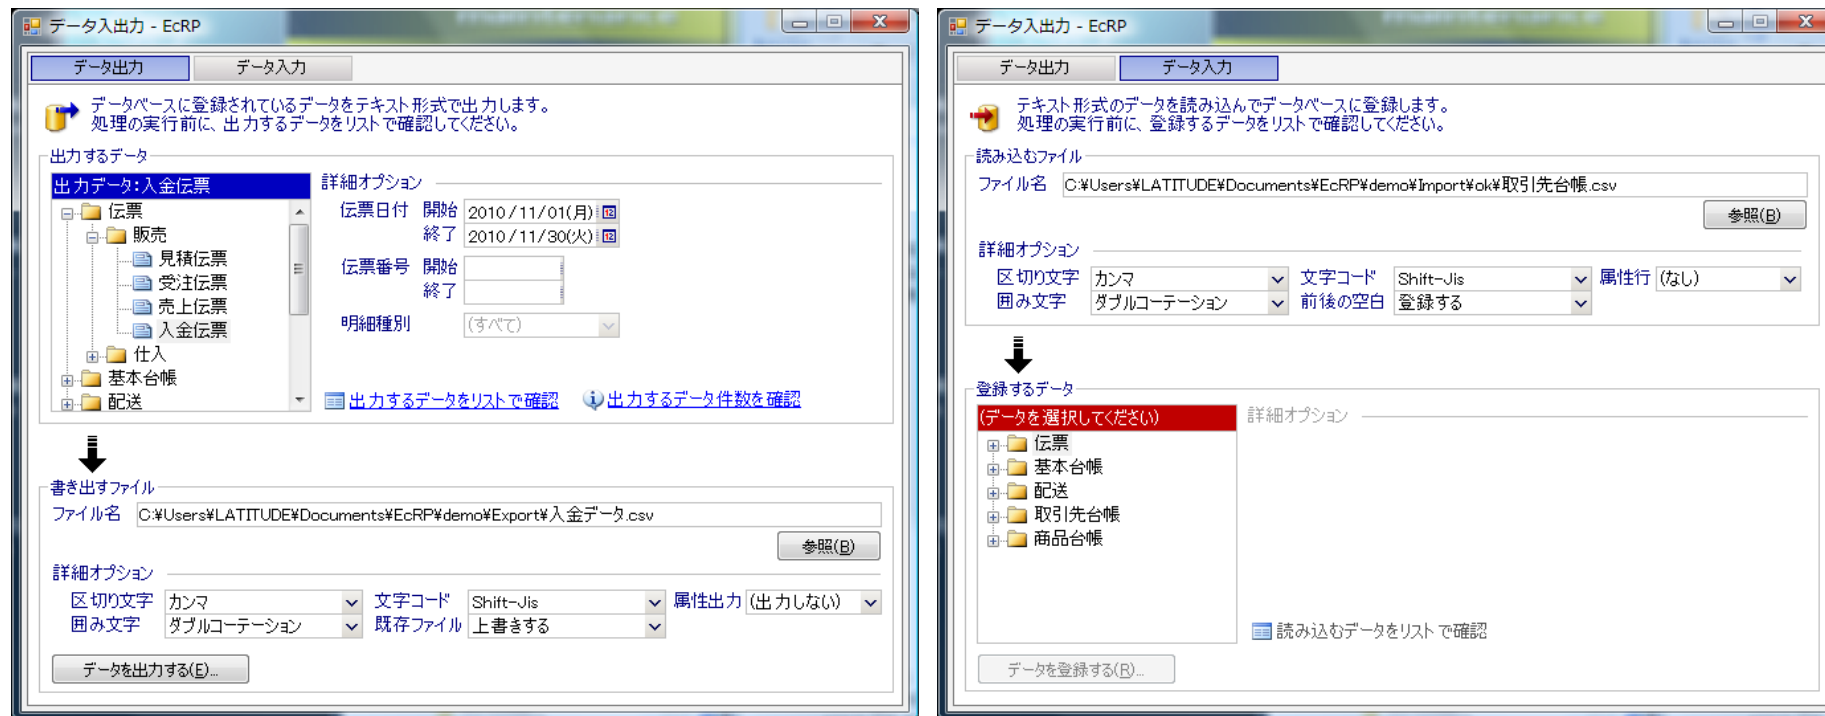 データ入出力 - EcRP
データ出力 データ入力
データベースに登録されているデータをテキスト形式で出力します。
処理の実行前に、出力するデータをリストで確認してください。
出力するデータ
出力データ:入金伝票
伝票
販売
見積伝票
受注伝票
売上伝票
入金伝票
仕入
基本台帳
配送
詳細オプション
伝票日付 開始 2010/11/01(月)
終了 2010/11/30(火)
伝票番号 開始
終了
明細種別 (すべて)
出力するデータをリストで確認 出力するデータ件数を確認
書き出すファイル
ファイル名 C:¥Users¥LATITUDE¥Documents¥EcRP¥demo¥Export¥入金データ.csv
参照(B)
詳細オプション
区切り文字 カンマ 文字コード Shift-Jis 属性出力 (出力しない)
囲み文字 ダブルコーテーション 既存ファイル 上書きする
データを出力する(E)...
データ入出力 - EcRP
データ出力 データ入力
テキスト形式のデータを読み込んでデータベースに登録します。
処理の実行前に、登録するデータをリストで確認してください。
読み込むファイル
ファイル名 C:¥Users¥LATITUDE¥Documents¥EcRP¥demo¥Import¥ok¥取引先台帳.csv
参照(B)
詳細オプション
区切り文字 カンマ 文字コード Shift-Jis 属性行 (なし)
囲み文字 ダブルコーテーション 前後の空白 登録する
登録するデータ
(データを選択してください)
伝票
基本台帳
配送
取引先台帳
商品台帳
詳細オプション
読み込むデータをリストで確認
データを登録する(R)...